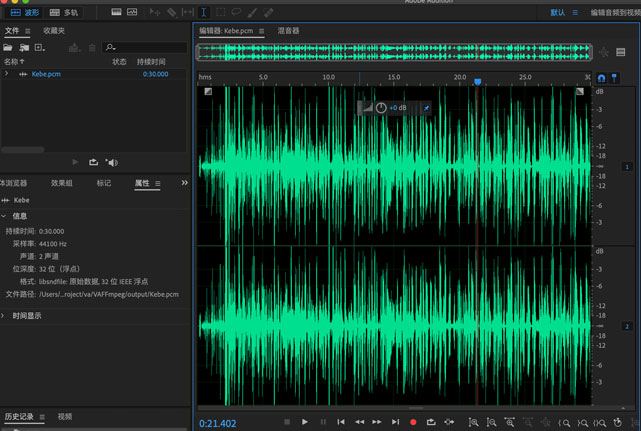 Adobe Audition
波形 多轨
默认 编辑音频到视频
文件 收藏夹
名称 状态 持续时间
Kebe.pcm 0:30.000
编辑器: Kebe.pcm 混音器
hms 5.0 10.0 15.0 20.0 25.0 30
+0 dB
dB
-3
-6
-12
-18
-∞
-18
-12
-6
-3
1
dB
-3
-6
-12
-18
-∞
-18
-12
-6
-3
2
体浏览器 效果组 标记 属性
Kebe
信息
持续时间: 0:30.000
采样率: 44100 Hz
声道: 2 声道
位深度: 32 位 (浮点)
格式: libsndfile: 原始数据, 32 位 IEEE 浮点
文件路径: /Users/...roject/va/VAFFmpeg/output/Kebe.pcm
时间显示
历史记录 视频
0:21.402